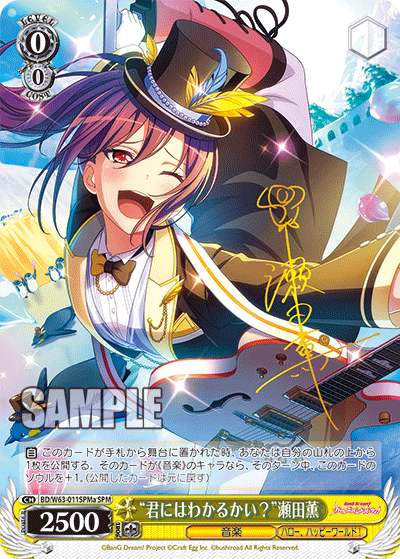 LEVEL
0
0
COST
瀬田薫
SAMPLE
CH BD/W63-011SPMa SPM
自 このカードが手札から舞台に置かれた時、あなたは自分の山札の上から
1枚を公開する。そのカードが《音楽》のキャラなら、そのターン中、このカードの
ソウルを+1。(公開したカードは元に戻す)
2500
“君にはわかるかい?”瀬田薫
BanG Dream!
音楽
ハロー、ハッピーワールド!
©BanG Dream! Project ©Craft Egg Inc. ©bushiroad All Rights Reserved.